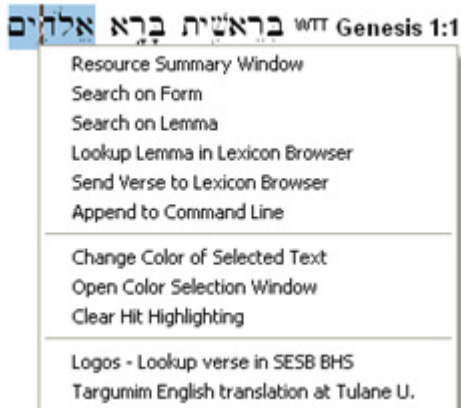 WTT Genesis 1:1 בְּרֵאשִׁית בָּרָא אֱלֹהִים
Resource Summary Window
Search on Form
Search on Lemma
Lookup Lemma in Lexicon Browser
Send Verse to Lexicon Browser
Append to Command Line
Change Color of Selected Text
Open Color Selection Window
Clear Hit Highlighting
Logos - Lookup verse in SESB BHS
Targumim English translation at Tulane U.